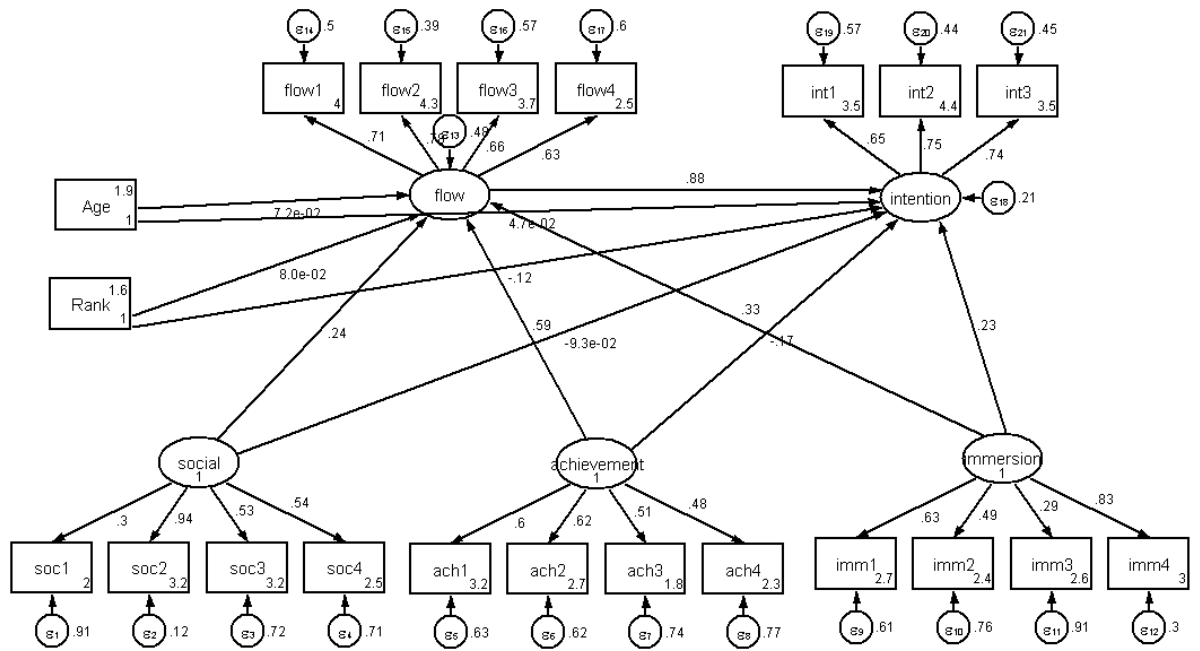 ε14 .5 ε15 .39 ε16 .57 ε17 .6 ε19 .57 ε20 .44 ε21 .45
flow1 4 flow2 4.3 flow3 3.7 flow4 2.5 int1 3.5 int2 4.4 int3 3.5
ε13 .48
.71 .66 .63 .65 .75 .74
Age 1.9 1
flow .88 intention ε18 .21
7.2e-02 4.7e-02
Rank 1.6 1
8.0e-02 -.12
.24 .59 -9.3e-02 .33 -.17 .23
social 1 achievement 1 immersion 1
.3 .94 .53 .54 .6 .62 .51 .48 .63 .49 .29 .83
soc1 2 soc2 3.2 soc3 3.2 soc4 2.5 ach1 3.2 ach2 2.7 ach3 1.8 ach4 2.3 imm1 2.7 imm2 2.4 imm3 2.6 imm4 3
ε1 .91 ε2 .12 ε3 .72 ε4 .71 ε5 .63 ε6 .62 ε7 .74 ε8 .77 ε9 .61 ε10 .76 ε11 .91 ε12 .3